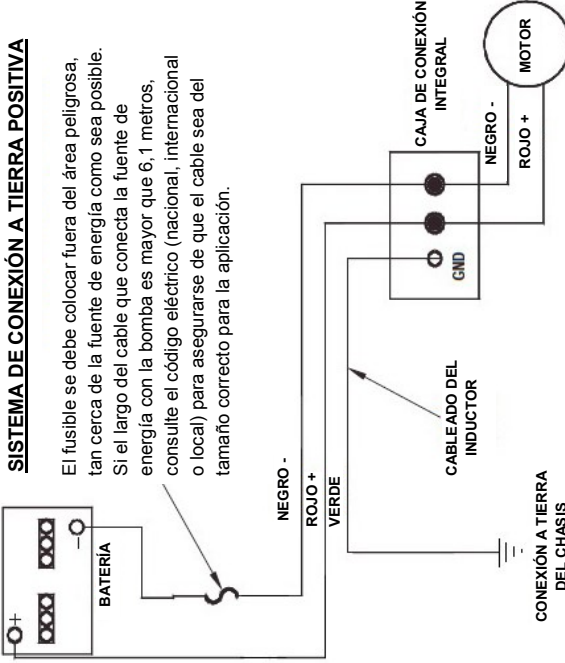 SISTEMA DE CONEXIÓN A TIERRA POSITIVA
El fusible se debe colocar fuera del área peligrosa,
tan cerca de la fuente de energía como sea posible.
Si el largo del cable que conecta la fuente de
energía con la bomba es mayor que 6,1 metros,
consulte el código eléctrico (nacional, internacional
o local) para asegurarse de que el cable sea del
tamaño correcto para la aplicación.
+
-
BATERÍA
NEGRO -
ROJO +
VERDE
CABLEADO DEL
INDUCTOR
CONEXIÓN A TIERRA
DEL CHASIS
CAJA DE CONEXIÓN
INTEGRAL
GND
NEGRO -
ROJO +
MOTOR